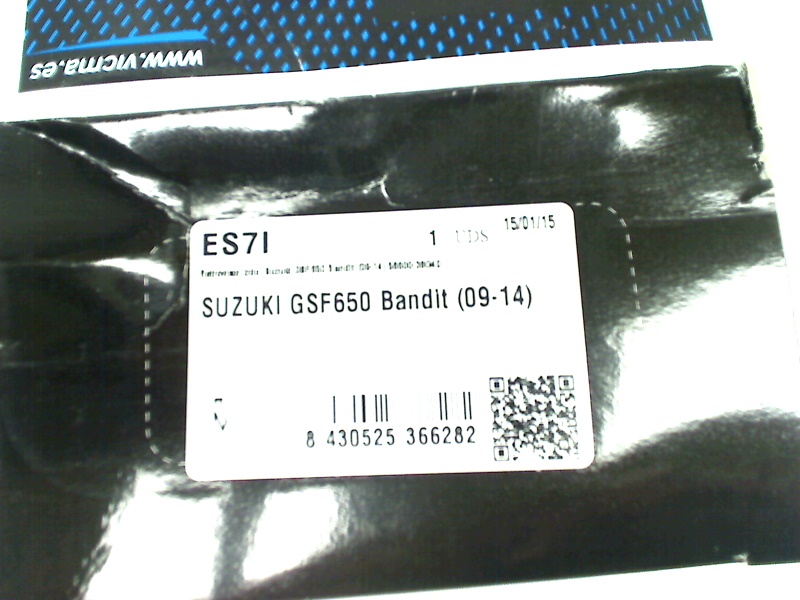 www.vicma.es
ES7I 1 UDS 15/01/15
SUZUKI GSF650 Bandit (09-14)
8 430525 366282